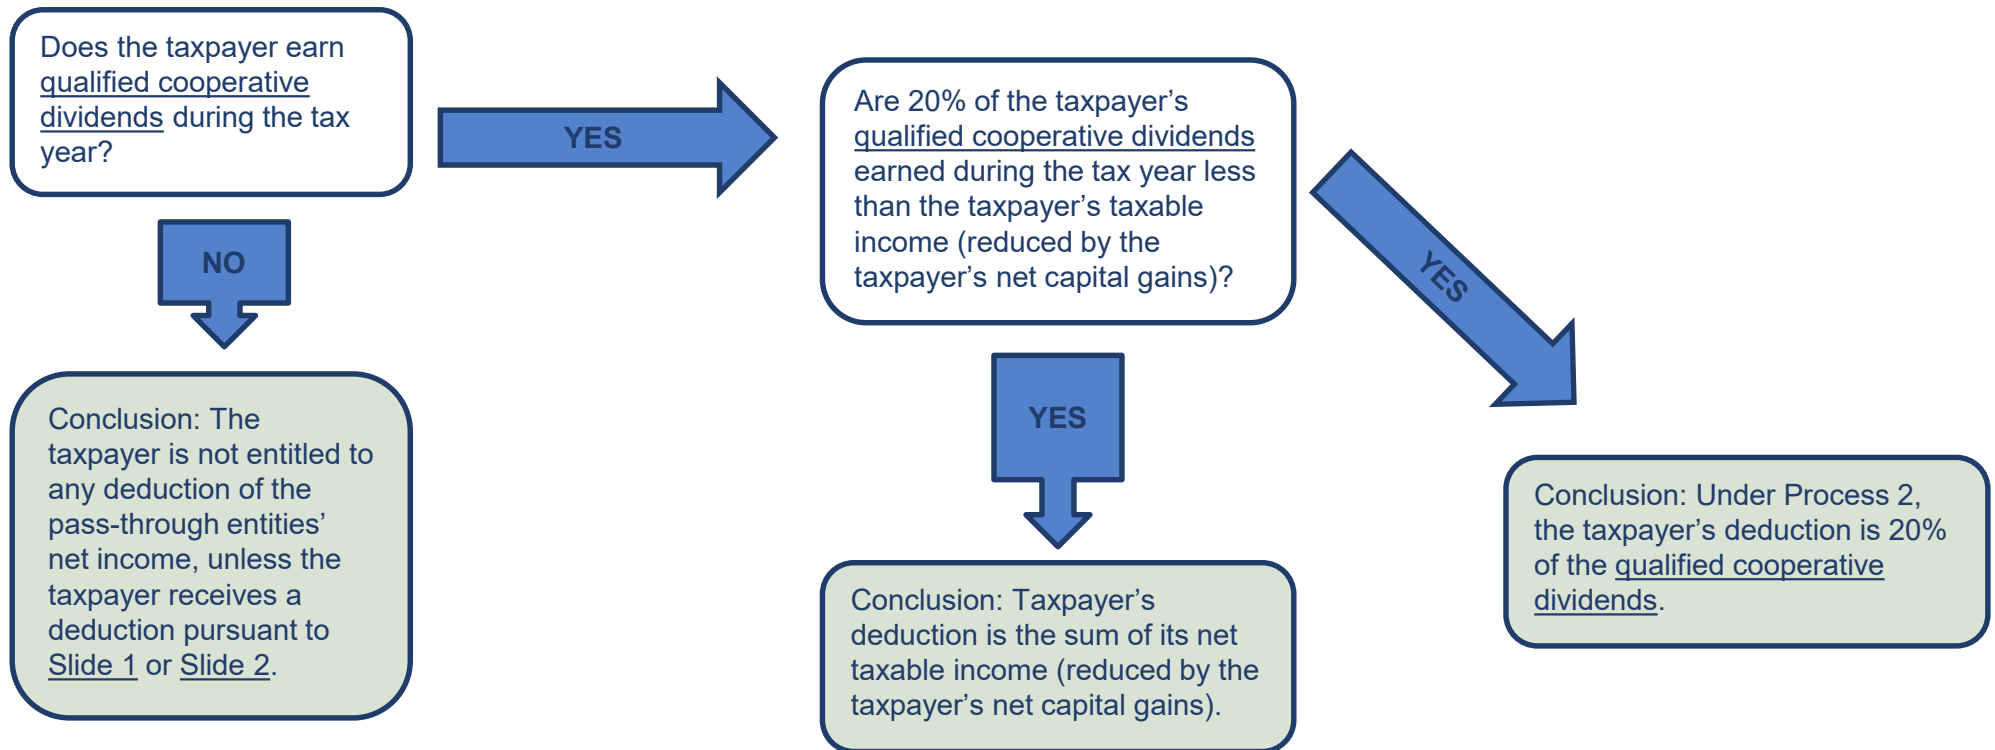 Does the taxpayer earn
qualified cooperative
dividends during the tax
year?
YES
Are 20% of the taxpayer’s
qualified cooperative dividends
earned during the tax year less
than the taxpayer’s taxable
income (reduced by the
taxpayer’s net capital gains)?
YES
NO
YES
Conclusion: The
taxpayer is not entitled to
any deduction of the
pass-through entities’
net income, unless the
taxpayer receives a
deduction pursuant to
Slide 1 or Slide 2.
Conclusion: Taxpayer’s
deduction is the sum of its net
taxable income (reduced by the
taxpayer’s net capital gains).
Conclusion: Under Process 2,
the taxpayer’s deduction is 20%
of the qualified cooperative
dividends.